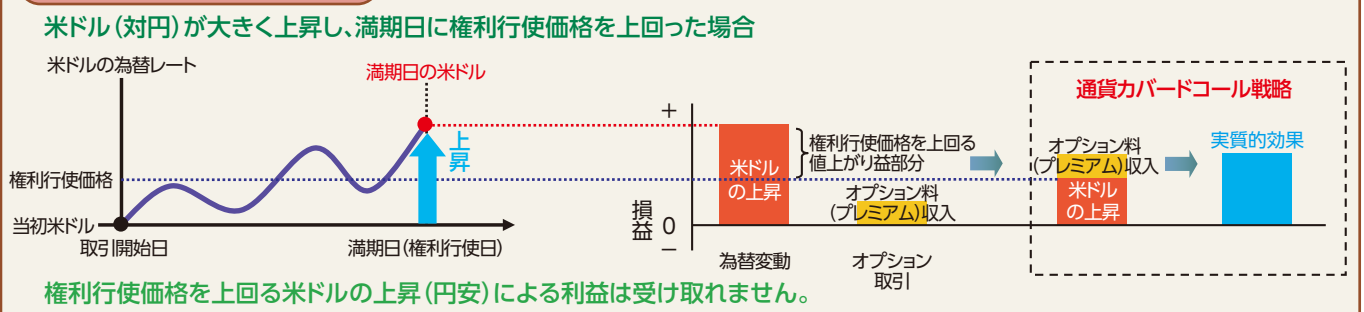 米ドル(対円)が大きく上昇し、満期日に権利行使価格を上回った場合
米ドルの為替レート
満期日の米ドル
上昇
権利行使価格
当初米ドル
取引開始日
満期日(権利行使日)
損益
+
0
−
米ドル
の上昇
権利行使価格を上回る
値上がり益部分
オプション料
(プレミアム)収入
為替変動
オプション
取引
通貨カバードコール戦略
オプション料
(プレミアム)収入
米ドル
の上昇
実質的効果
権利行使価格を上回る米ドルの上昇(円安)による利益は受け取れません。